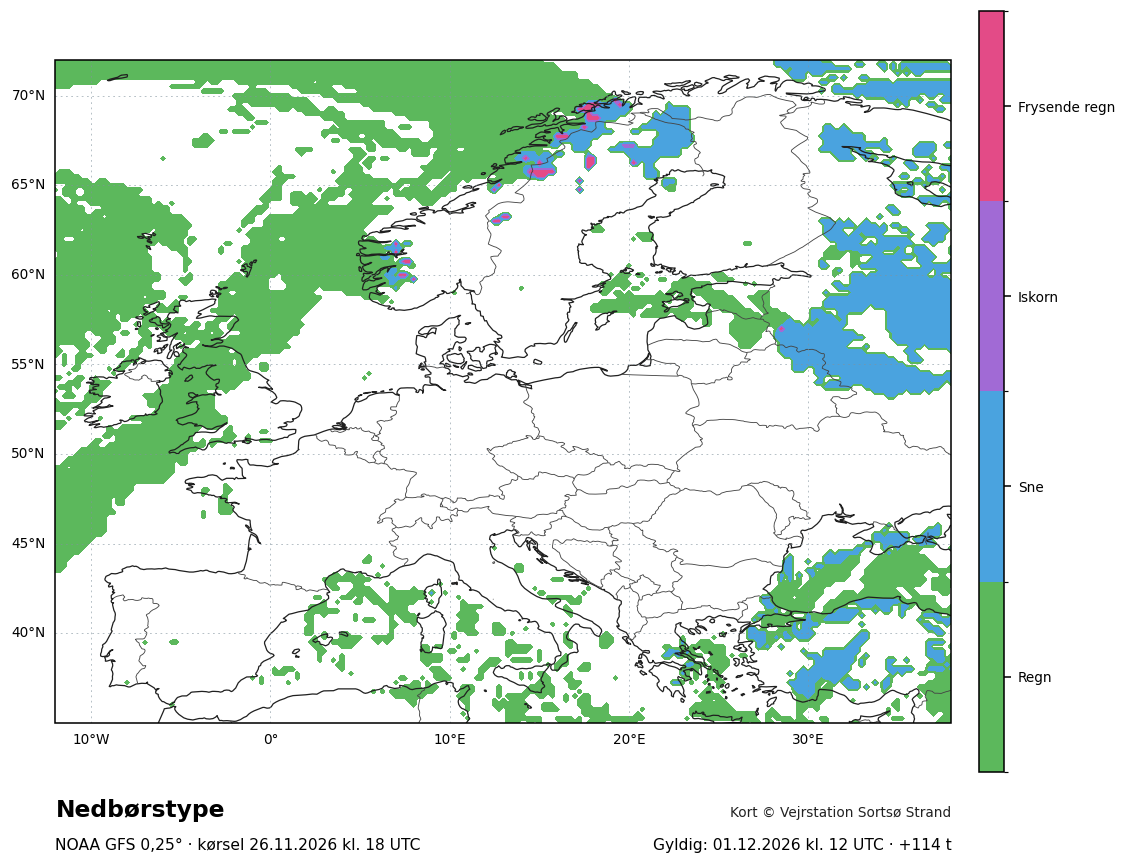 70°N
65°N
60°N
55°N
50°N
45°N
40°N
10°W
0°
10°E
20°E
30°E
Frysende regn
Iskorn
Sne
Regn
Nedbørstype
Kort © Vejrstation Sortsø Strand
NOAA GFS 0,25° · kørsel 26.11.2026 kl. 18 UTC
Gyldig: 01.12.2026 kl. 12 UTC · +114 t